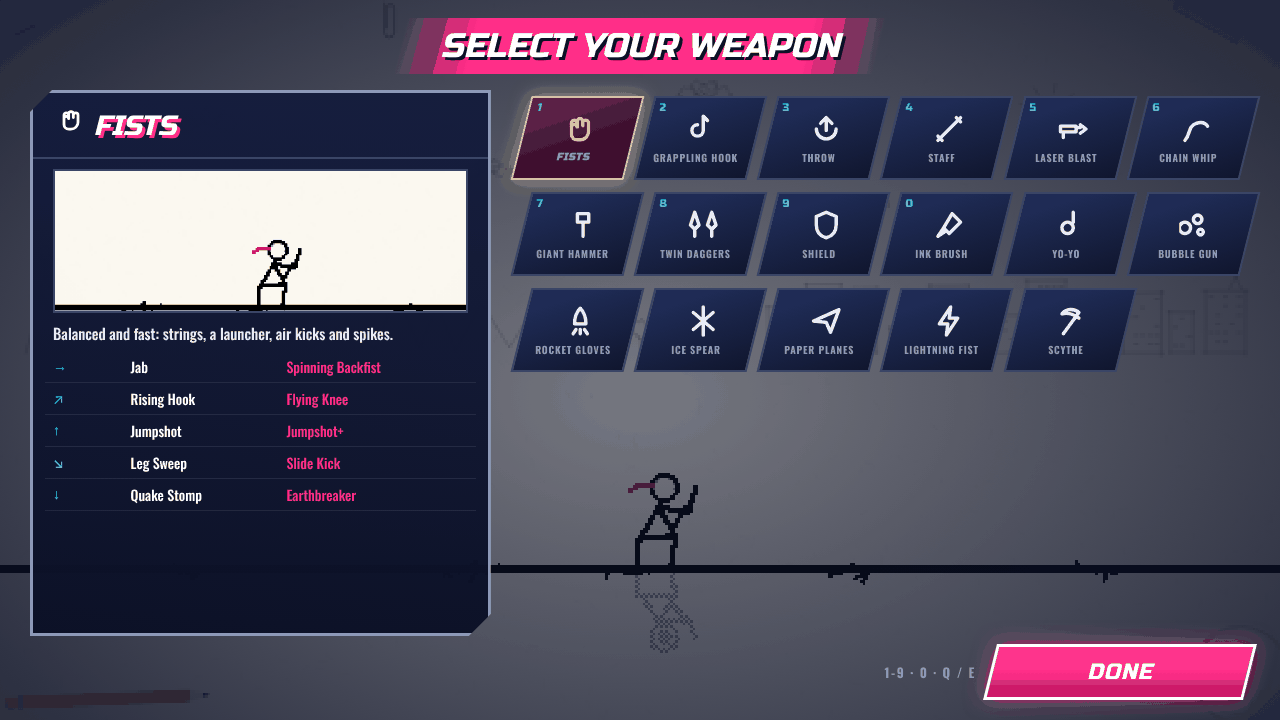 SELECT YOUR WEAPON
FISTS
Balanced and fast: strings, a launcher, air kicks and spikes.
→ Jab Spinning Backfist
↗ Rising Hook Flying Knee
↑ Jumpshot Jumpshot+
↘ Leg Sweep Slide Kick
↓ Quake Stomp Earthbreaker
1 FISTS
2 GRAPPLING HOOK
3 THROW
4 STAFF
5 LASER BLAST
6 CHAIN WHIP
7 GIANT HAMMER
8 TWIN DAGGERS
9 SHIELD
0 INK BRUSH
YO-YO
BUBBLE GUN
ROCKET GLOVES
ICE SPEAR
PAPER PLANES
LIGHTNING FIST
SCYTHE
1-9 · 0 · Q / E
DONE